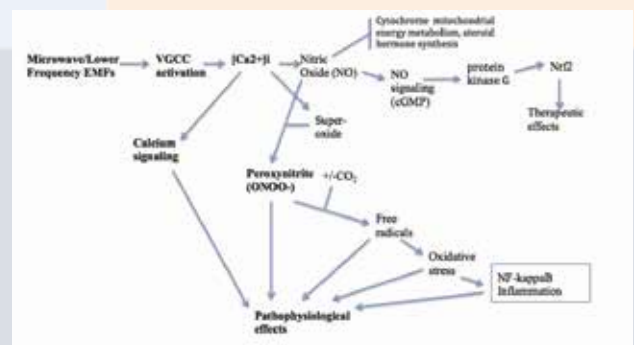 Cytochrome mitochondrial
energy metabolism, steroid
hormone synthesis
Microwave/Lower
Frequency EMFs
VGCC
activation
[Ca2+]i
Nitric
Oxide (NO)
NO
signaling
(cGMP)
protein
kinase G
Nrf2
Therapeutic
effects
Super-
oxide
Calcium
signaling
Peroxynitrite
(ONOO-)
+/-CO2
Free
radicals
Oxidative
stress
NF-kappaB
Inflammation
Pathophysiological
effects